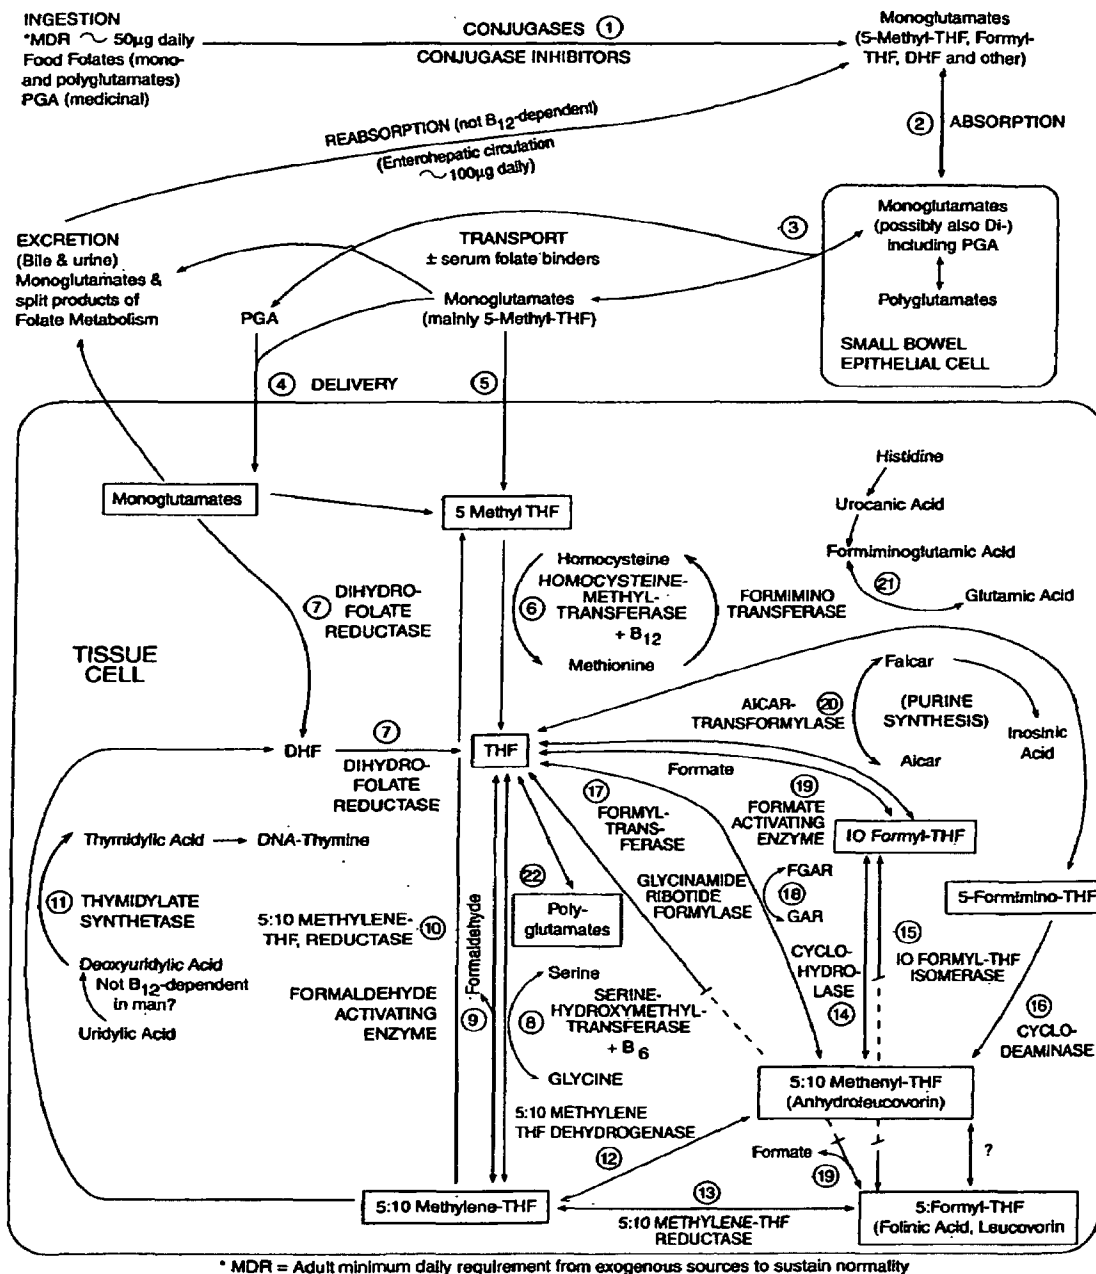 INGESTION
*MDR ~ 50µg daily
Food Folates (mono-
and polyglutamates)
PGA (medicinal)
CONJUGASES ①
CONJUGASE INHIBITORS
Monoglutamates
(5-Methyl-THF, Formyl-
THF, DHF and other)
REABSORPTION (not B12-dependent)
(Enterohepatic circulation
~ 100µg daily)
② ABSORPTION
Monoglutamates
(possibly also Di-)
including PGA
Polyglutamates
SMALL BOWEL
EPITHELIAL CELL
③
EXCRETION
(Bile & urine)
Monoglutamates &
split products of
Folate Metabolism
TRANSPORT
± serum folate binders
PGA
Monoglutamates
(mainly 5-Methyl-THF)
④ DELIVERY ⑤
Monoglutamates
5 Methyl THF
Histidine
Urocanic Acid
Formiminoglutamic Acid
㉑
Glutamic Acid
⑦ DIHYDRO-
FOLATE
REDUCTASE
Homocysteine
HOMOCYSTEINE-
METHYL-
⑥ TRANSFERASE
+ B12
Methionine
FORMIMINO
TRANSFERASE
TISSUE
CELL
Falcar
AICAR- ⑳
TRANSFORMYLASE
(PURINE
SYNTHESIS)
Inosinic
Acid
Aicar
DHF
⑦
DIHYDRO-
FOLATE
REDUCTASE
THF
Formate
⑰
FORMYL-
TRANS-
FERASE
⑲
FORMATE
ACTIVATING
ENZYME
IO Formyl-THF
Thymidylic Acid
DNA-Thymine
⑪ THYMIDYLATE
SYNTHETASE
Deoxyuridylic Acid
Not B12-dependent
in man?
Uridylic Acid
5:10 METHYLENE-
THF, REDUCTASE ⑩
Formaldehyde
㉒
Poly-
glutamates
GLYCINAMIDE
RIBOTIDE
FORMYLASE
FGAR
⑱
GAR
5-Formimino-THF
CYCLO-
HYDRO-
LASE
⑭
⑮
IO FORMYL-THF
ISOMERASE
FORMALDEHYDE
ACTIVATING
ENZYME
⑨
Serine
SERINE-
HYDROXYMETHYL-
⑧ TRANSFERASE
+ B6
GLYCINE
⑯
CYCLO-
DEAMINASE
5:10 Methenyl-THF
(Anhydroleucovorin)
5:10 METHYLENE
THF DEHYDROGENASE
⑫
Formate
⑲
?
5:10 Methylene-THF
⑬
5:10 METHYLENE-THF
REDUCTASE
5:Formyl-THF
(Folinic Acid, Leucovorin
* MDR = Adult minimum daily requirement from exogenous sources to sustain normality